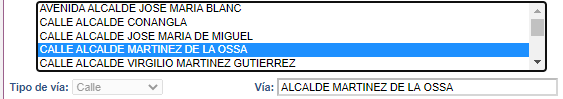 AVENIDA ALCALDE JOSE MARIA BLANC
CALLE ALCALDE CONANGLA
CALLE ALCALDE JOSE MARIA DE MIGUEL
CALLE ALCALDE MARTINEZ DE LA OSSA
CALLE ALCALDE VIRGILIO MARTINEZ GUTIERREZ
Tipo de vía: Calle Vía: ALCALDE MARTINEZ DE LA OSSA